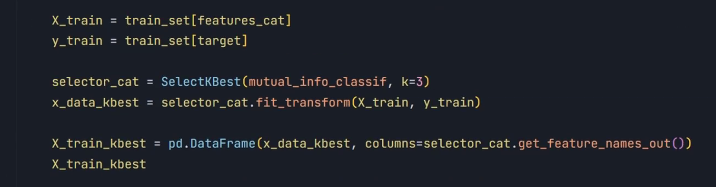 X_train = train_set[features_cat]
y_train = train_set[target]
selector_cat = SelectKBest(mutual_info_classif, k=3)
x_data_kbest = selector_cat.fit_transform(X_train, y_train)
X_train_kbest = pd.DataFrame(x_data_kbest, columns=selector_cat.get_feature_names_out())
X_train_kbest